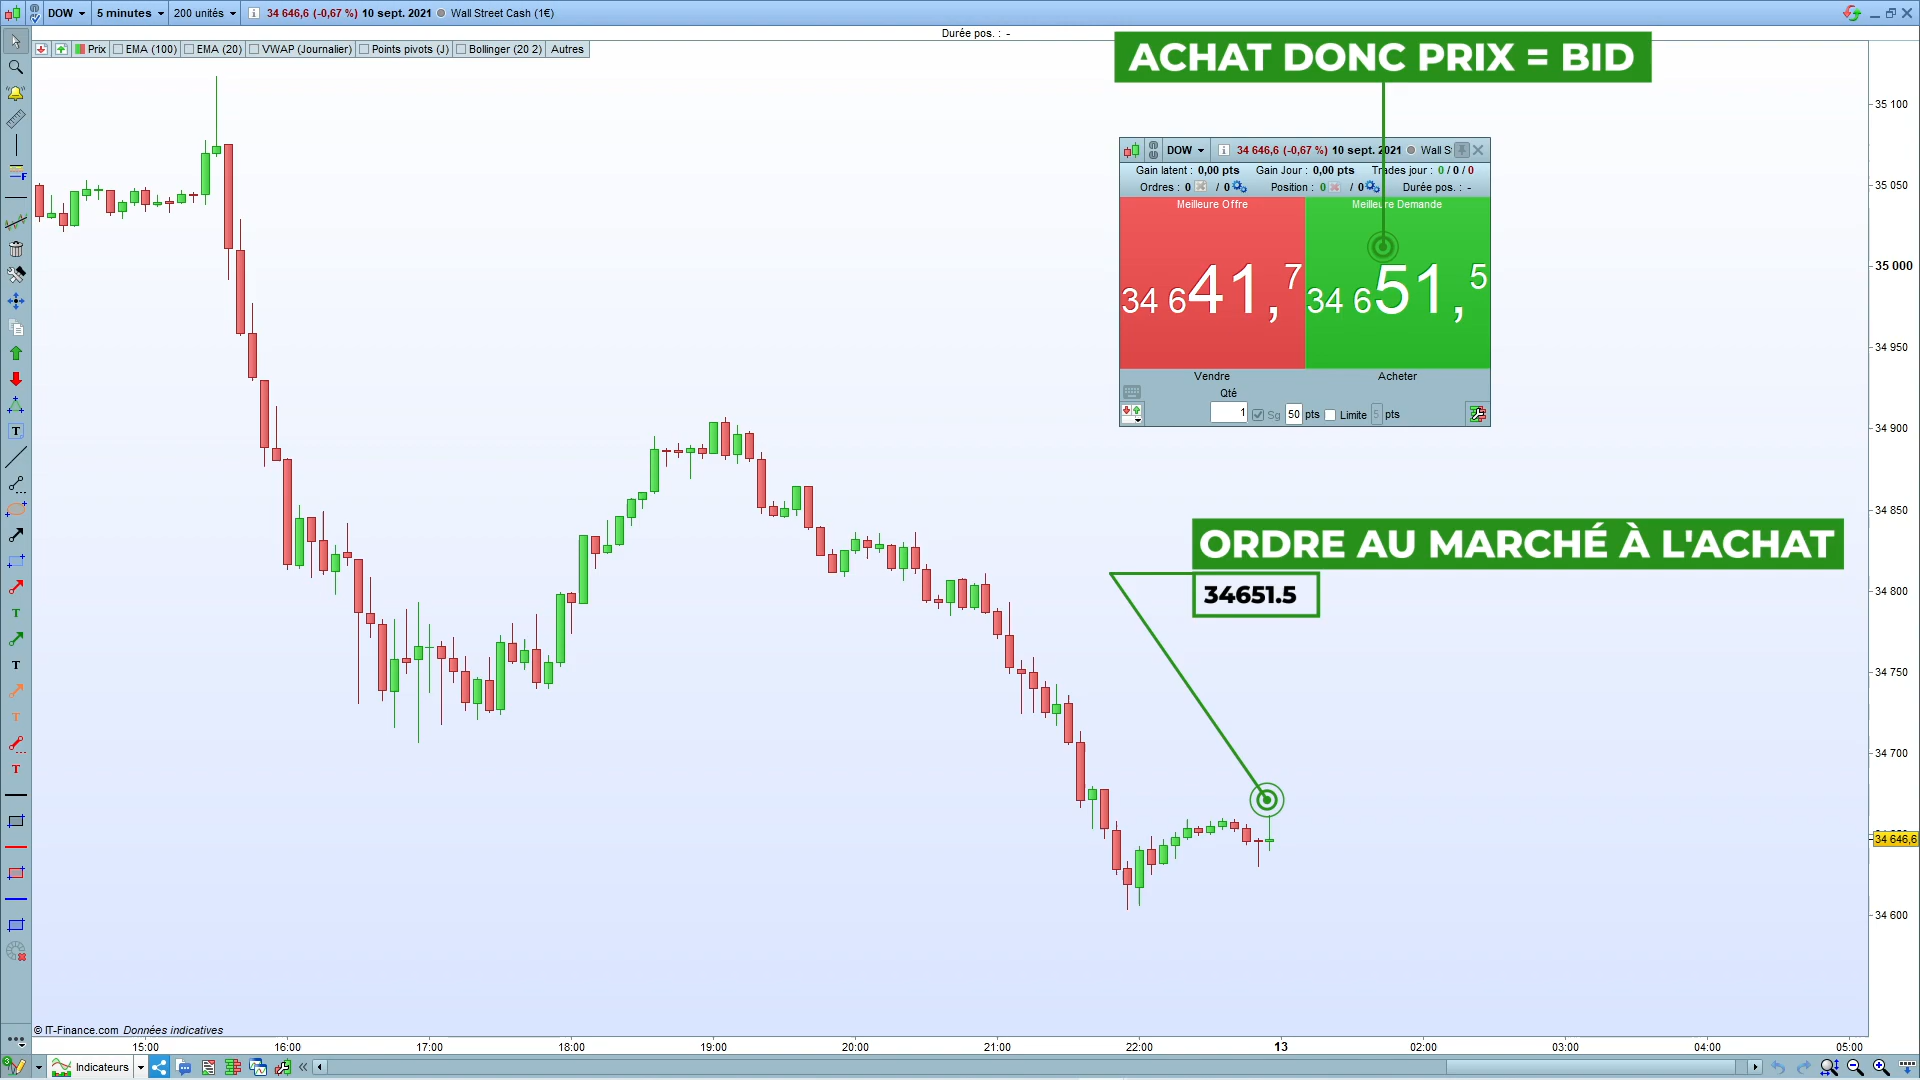 DOW 5 minutes 200 unités 34 646,6 (-0,67 %) 10 sept. 2021 Wall Street Cash (1€)
Durée pos. : -
ACHAT DONC PRIX = BID
Prix EMA (100) EMA (20) VWAP (Journalier) Points pivots (J) Bollinger (20 2) Autres
35 100
DOW 34 646,6 (-0,67 %) 10 sept. 2021 Wall S
Gain latent : 0,00 pts Gain Jour : 0,00 pts Trades jour : 0 / 0 / 0
Ordres : 0 / 0 Position : 0 / 0 Durée pos. : -
35 050
Meilleure Offre Meilleure Demande
34 641,7 34 651,5
35 000
34 950
Vendre Acheter
Qté
1 Sg 50 pts Limite 5 pts
34 900
34 850
ORDRE AU MARCHÉ À L'ACHAT
34651.5
34 800
34 750
34 700
34 646,6
34 600
© IT-Finance.com Données indicatives
15:00 16:00 17:00 18:00 19:00 20:00 21:00 22:00 13 02:00 03:00 04:00 05:00
Indicateurs